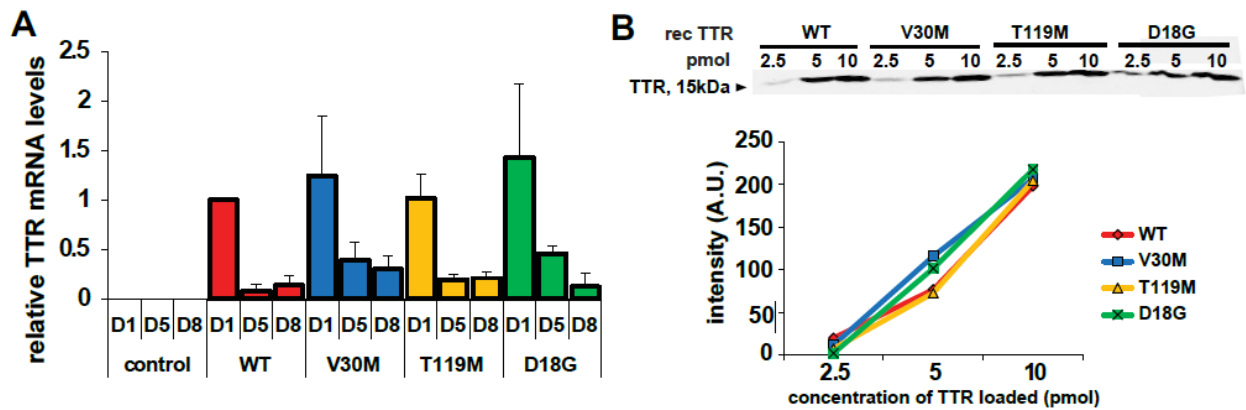 A
relative TTR mRNA levels
2.5
2
1.5
1
0.5
0
D1 D5 D8 D1 D5 D8 D1 D5 D8 D1 D5 D8 D1 D5 D8
control WT V30M T119M D18G
B
rec TTR WT V30M T119M D18G
pmol 2.5 5 10 2.5 5 10 2.5 5 10 2.5 5 10
TTR, 15kDa ►
intensity (A.U.)
250
200
150
100
50
0
2.5 5 10
concentration of TTR loaded (pmol)
WT
V30M
T119M
D18G